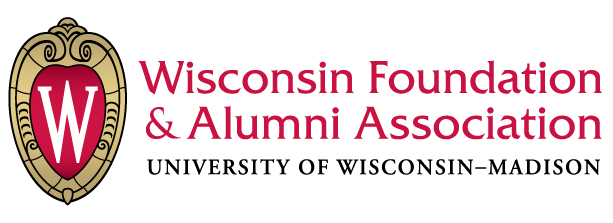 W
Wisconsin Foundation
& Alumni Association
UNIVERSITY OF WISCONSIN–MADISON